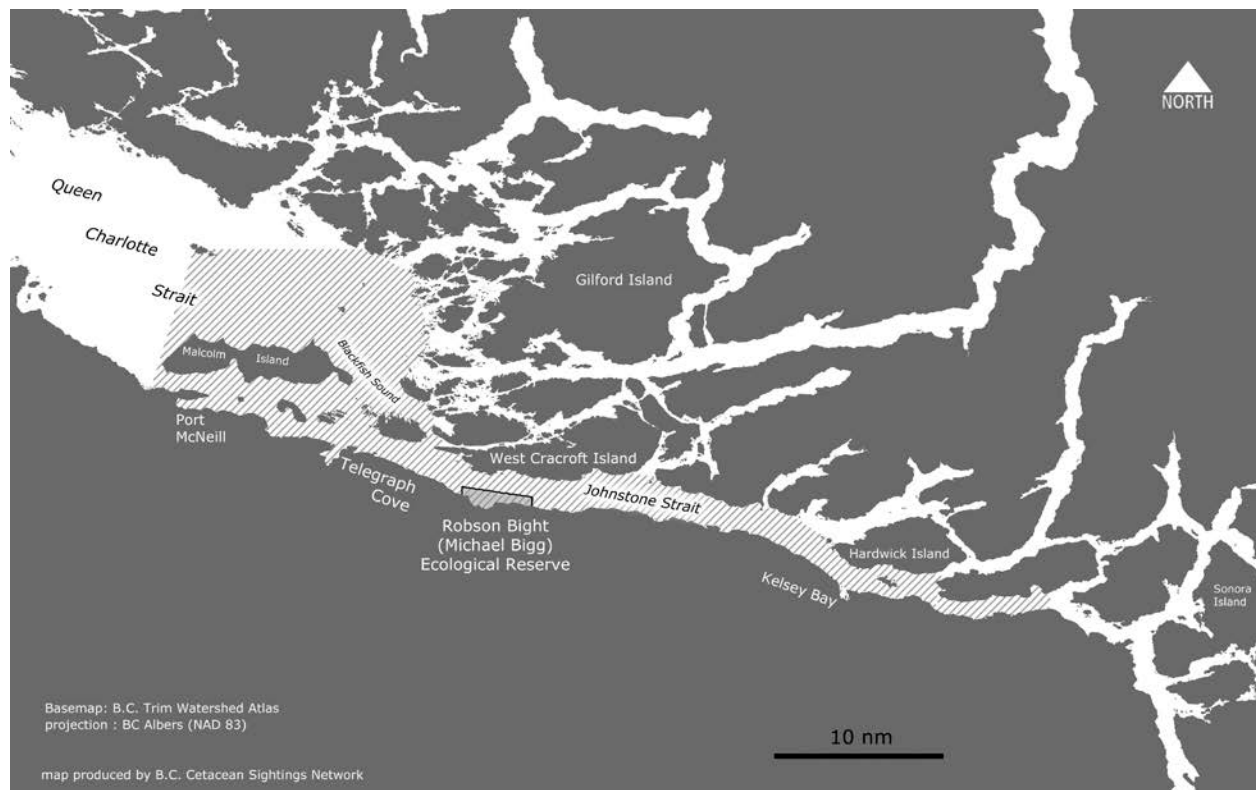 NORTH
Queen
Charlotte
Strait
Gilford Island
Malcolm Island
Blackfish Sound
Port
McNeill
West Cracroft Island
Telegraph
Cove
Johnstone Strait
Robson Bight
(Michael Bigg)
Ecological Reserve
Hardwick Island
Kelsey Bay
Sonora
Island
Basemap: B.C. Trim Watershed Atlas
projection : BC Albers (NAD 83)
10 nm
map produced by B.C. Cetacean Sightings Network